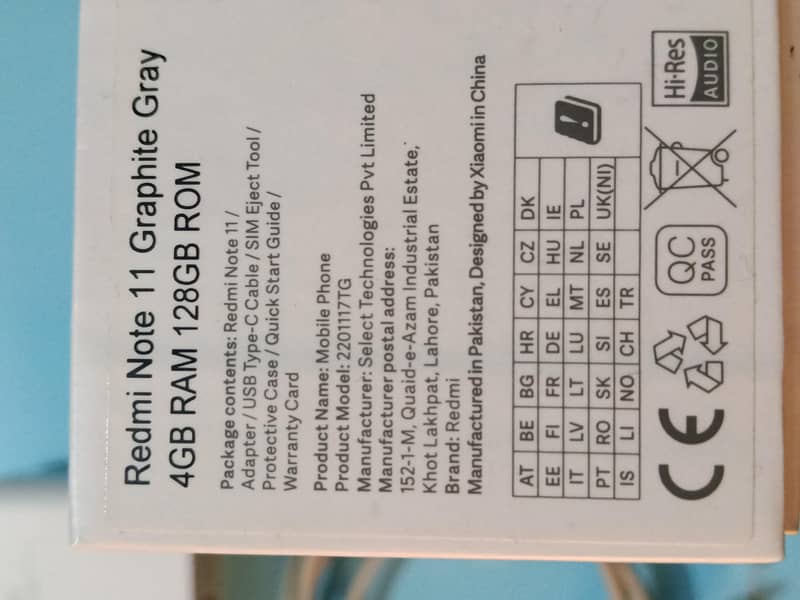 Redmi Note 11 Graphite Gray
4GB RAM 128GB ROM
Package contents: Redmi Note 11 /
Adapter / USB Type-C Cable / SIM Eject Tool /
Protective Case / Quick Start Guide /
Warranty Card
Product Name: Mobile Phone
Product Model: 2201117TG
Manufacturer: Select Technologies Pvt Limited
Manufacturer postal address:
152-1-M, Quaid-e-Azam Industrial Estate,
Khot Lakhpat, Lahore, Pakistan
Brand: Redmi
Manufactured in Pakistan, Designed by Xiaomi in China
AT BE BG HR CY CZ DK
EE FI FR DE EL HU IE
IT LV LT LU MT NL PL
PT RO SK SI ES SE UK(NI)
IS LI NO CH TR
CE
QC
PASS
Hi-Res
AUDIO